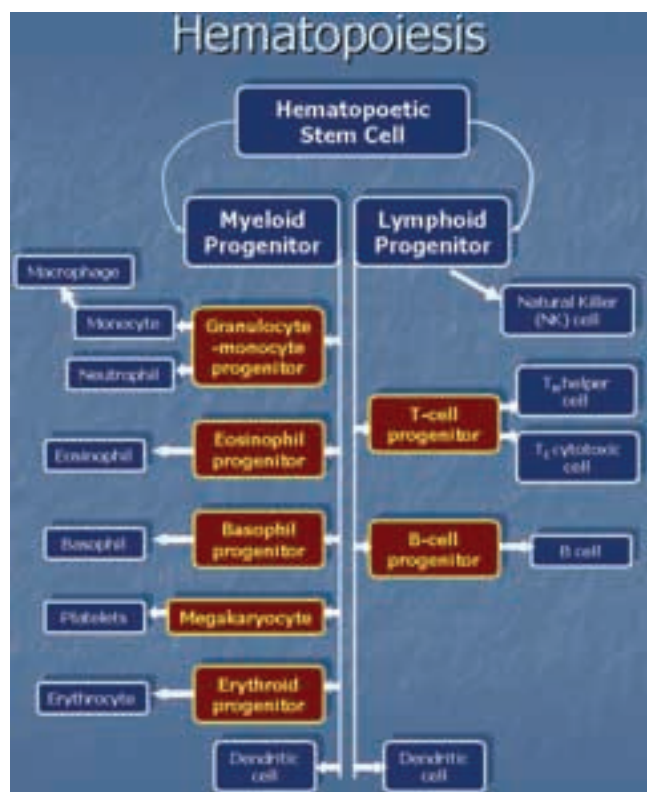 Hematopoiesis
Hematopoetic
Stem Cell
Myeloid
Progenitor
Lymphoid
Progenitor
Macrophage
Monocyte
Neutrophil
Granulocyte
-monocyte
progenitor
Natural Killer
(NK) cell
T-cell
progenitor
THhelper
cell
TCcytotoxic
cell
Eosinophil
Eosinophil
progenitor
Basophil
Basophil
progenitor
B-cell
progenitor
B cell
Platelets
Megakaryocyte
Erythrocyte
Erythroid
progenitor
Dendritic
cell
Dendritic
cell